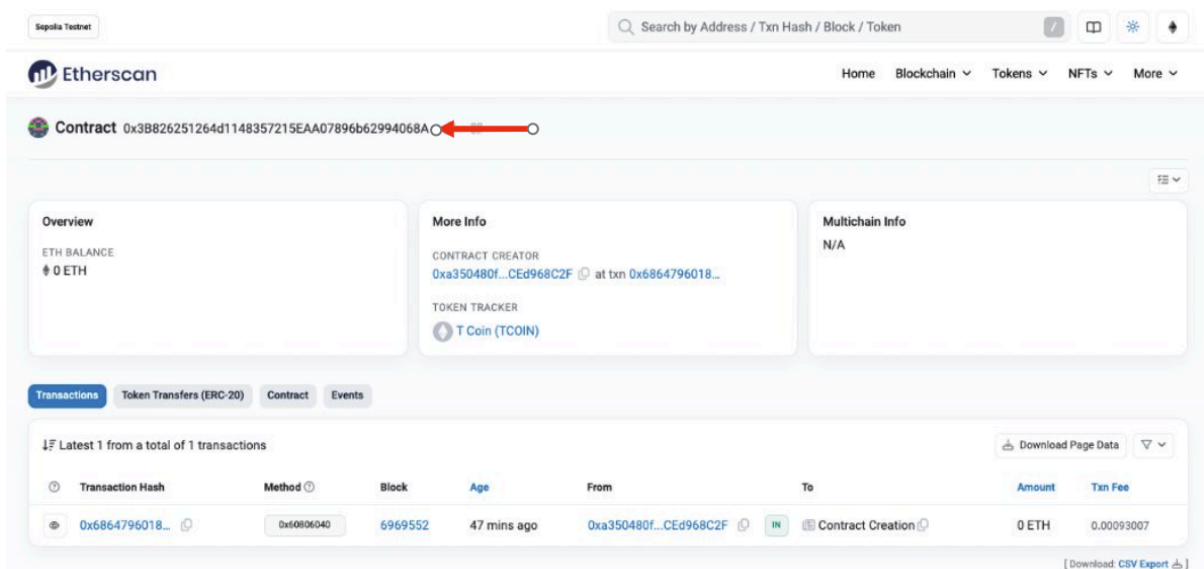 Sepolia Testnet
Search by Address / Txn Hash / Block / Token /
Etherscan
Home Blockchain Tokens NFTs More
Contract 0x3B826251264d1148357215EAA07896b62994068A
Overview
ETH BALANCE
0 ETH
More Info
CONTRACT CREATOR
0xa350480f...CEd968C2F at txn 0x6864796018...
TOKEN TRACKER
T Coin (TCOIN)
Multichain Info
N/A
Transactions Token Transfers (ERC-20) Contract Events
Latest 1 from a total of 1 transactions
Download Page Data
Transaction Hash Method Block Age From To Amount Txn Fee
0x6864796018... 0x60806040 6969552 47 mins ago 0xa350480f...CEd968C2F IN Contract Creation 0 ETH 0.00093007
[ Download: CSV Export ]